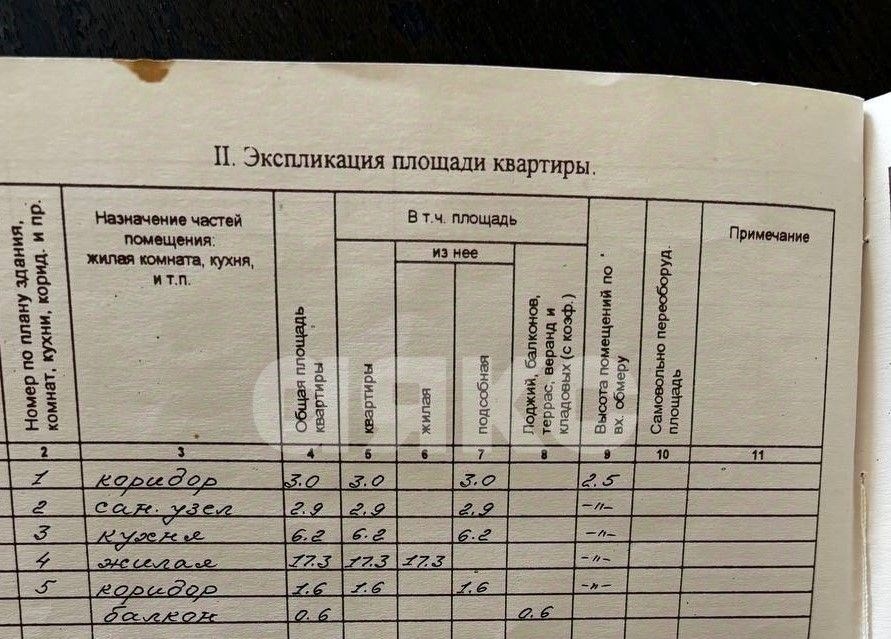 II. Экспликация площади квартиры.
Номер по плану здания, комнат, кухни, корид. и пр.
Назначение частей помещения: жилая комната, кухня, и т.п.
Общая площадь квартиры
В т.ч. площадь
квартиры
из нее
жилая
подсобная
Лоджий, балконов, террас, веранд и кладовых (с коэф.)
Высота помещений по вх. обмеру
Самовольно переоборуд. площадь
Примечание
2 3 4 5 6 7 8 9 10 11
1 коридор 3.0 3.0 3.0 2.5
2 сан. узел 2.9 2.9 2.9 -"-
3 кухня 6.2 6.2 6.2 -"-
4 жилая 17.3 17.3 17.3 -"-
5 коридор 1.6 1.6 1.6 -"-
балкон 0.6 0.6
аякс